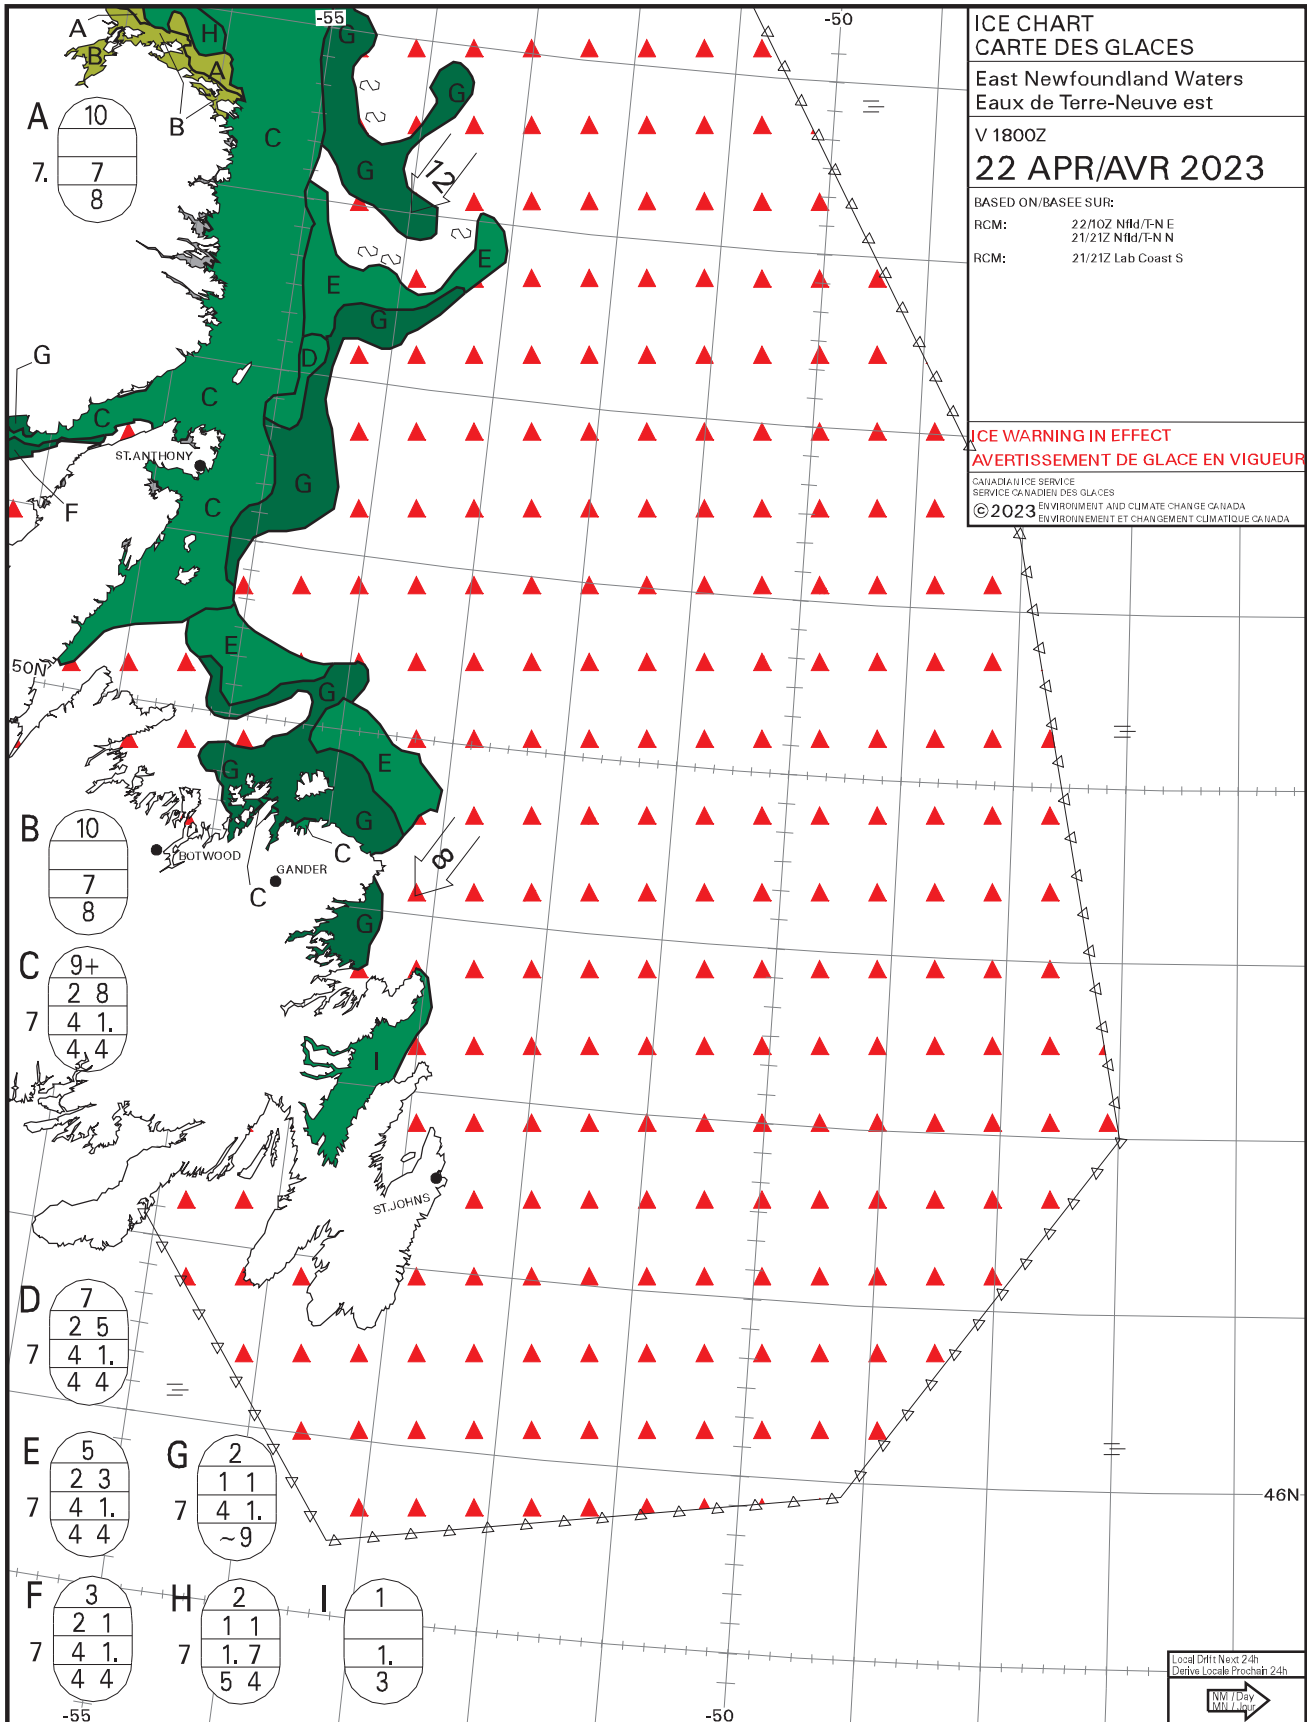 -55
-50
ICE CHART
CARTE DES GLACES
East Newfoundland Waters
Eaux de Terre-Neuve est
V 1800Z
22 APR/AVR 2023
BASED ON/BASEE SUR:
RCM: 22/10Z Nfld/T-N E
21/21Z Nfld/T-N N
RCM: 21/21Z Lab Coast S
ICE WARNING IN EFFECT
AVERTISSEMENT DE GLACE EN VIGUEUR
CANADIAN ICE SERVICE
SERVICE CANADIEN DES GLACES
©2023 ENVIRONMENT AND CLIMATE CHANGE CANADA
ENVIRONNEMENT ET CHANGEMENT CLIMATIQUE CANADA
A
H
G
B
A
B
C
G
G
12
E
E
G
D
G
C
C
ST.ANTHONY
F
C
G
50N
E
G
G
E
G
C
8
BOTWOOD
GANDER
C
G
I
ST.JOHNS
A
10
7. 7
8
B
10
7
8
C
9+
2 8
7 4 1.
4 4
D
7
2 5
7 4 1.
4 4
E
5
2 3
7 4 1.
4 4
G
2
1 1
7 4 1.
~9
F
3
2 1
7 4 1.
4 4
H
2
1 1
7 1. 7
5 4
I
1
1.
3
46N
-55
-50
Local Drift Next 24h
Derive Locale Prochain 24h
NM / Day
MN / Jour